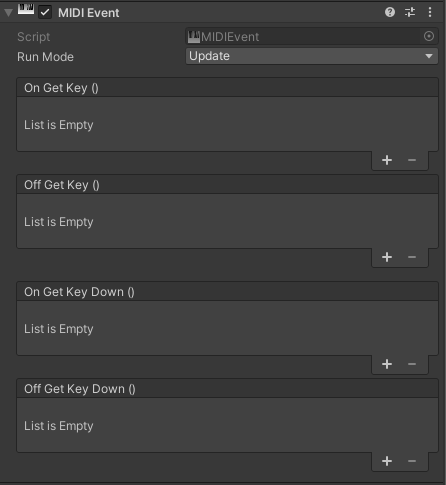 MIDI Event
Script MIDIEvent
Run Mode Update
On Get Key ()
List is Empty
Off Get Key ()
List is Empty
On Get Key Down ()
List is Empty
Off Get Key Down ()
List is Empty